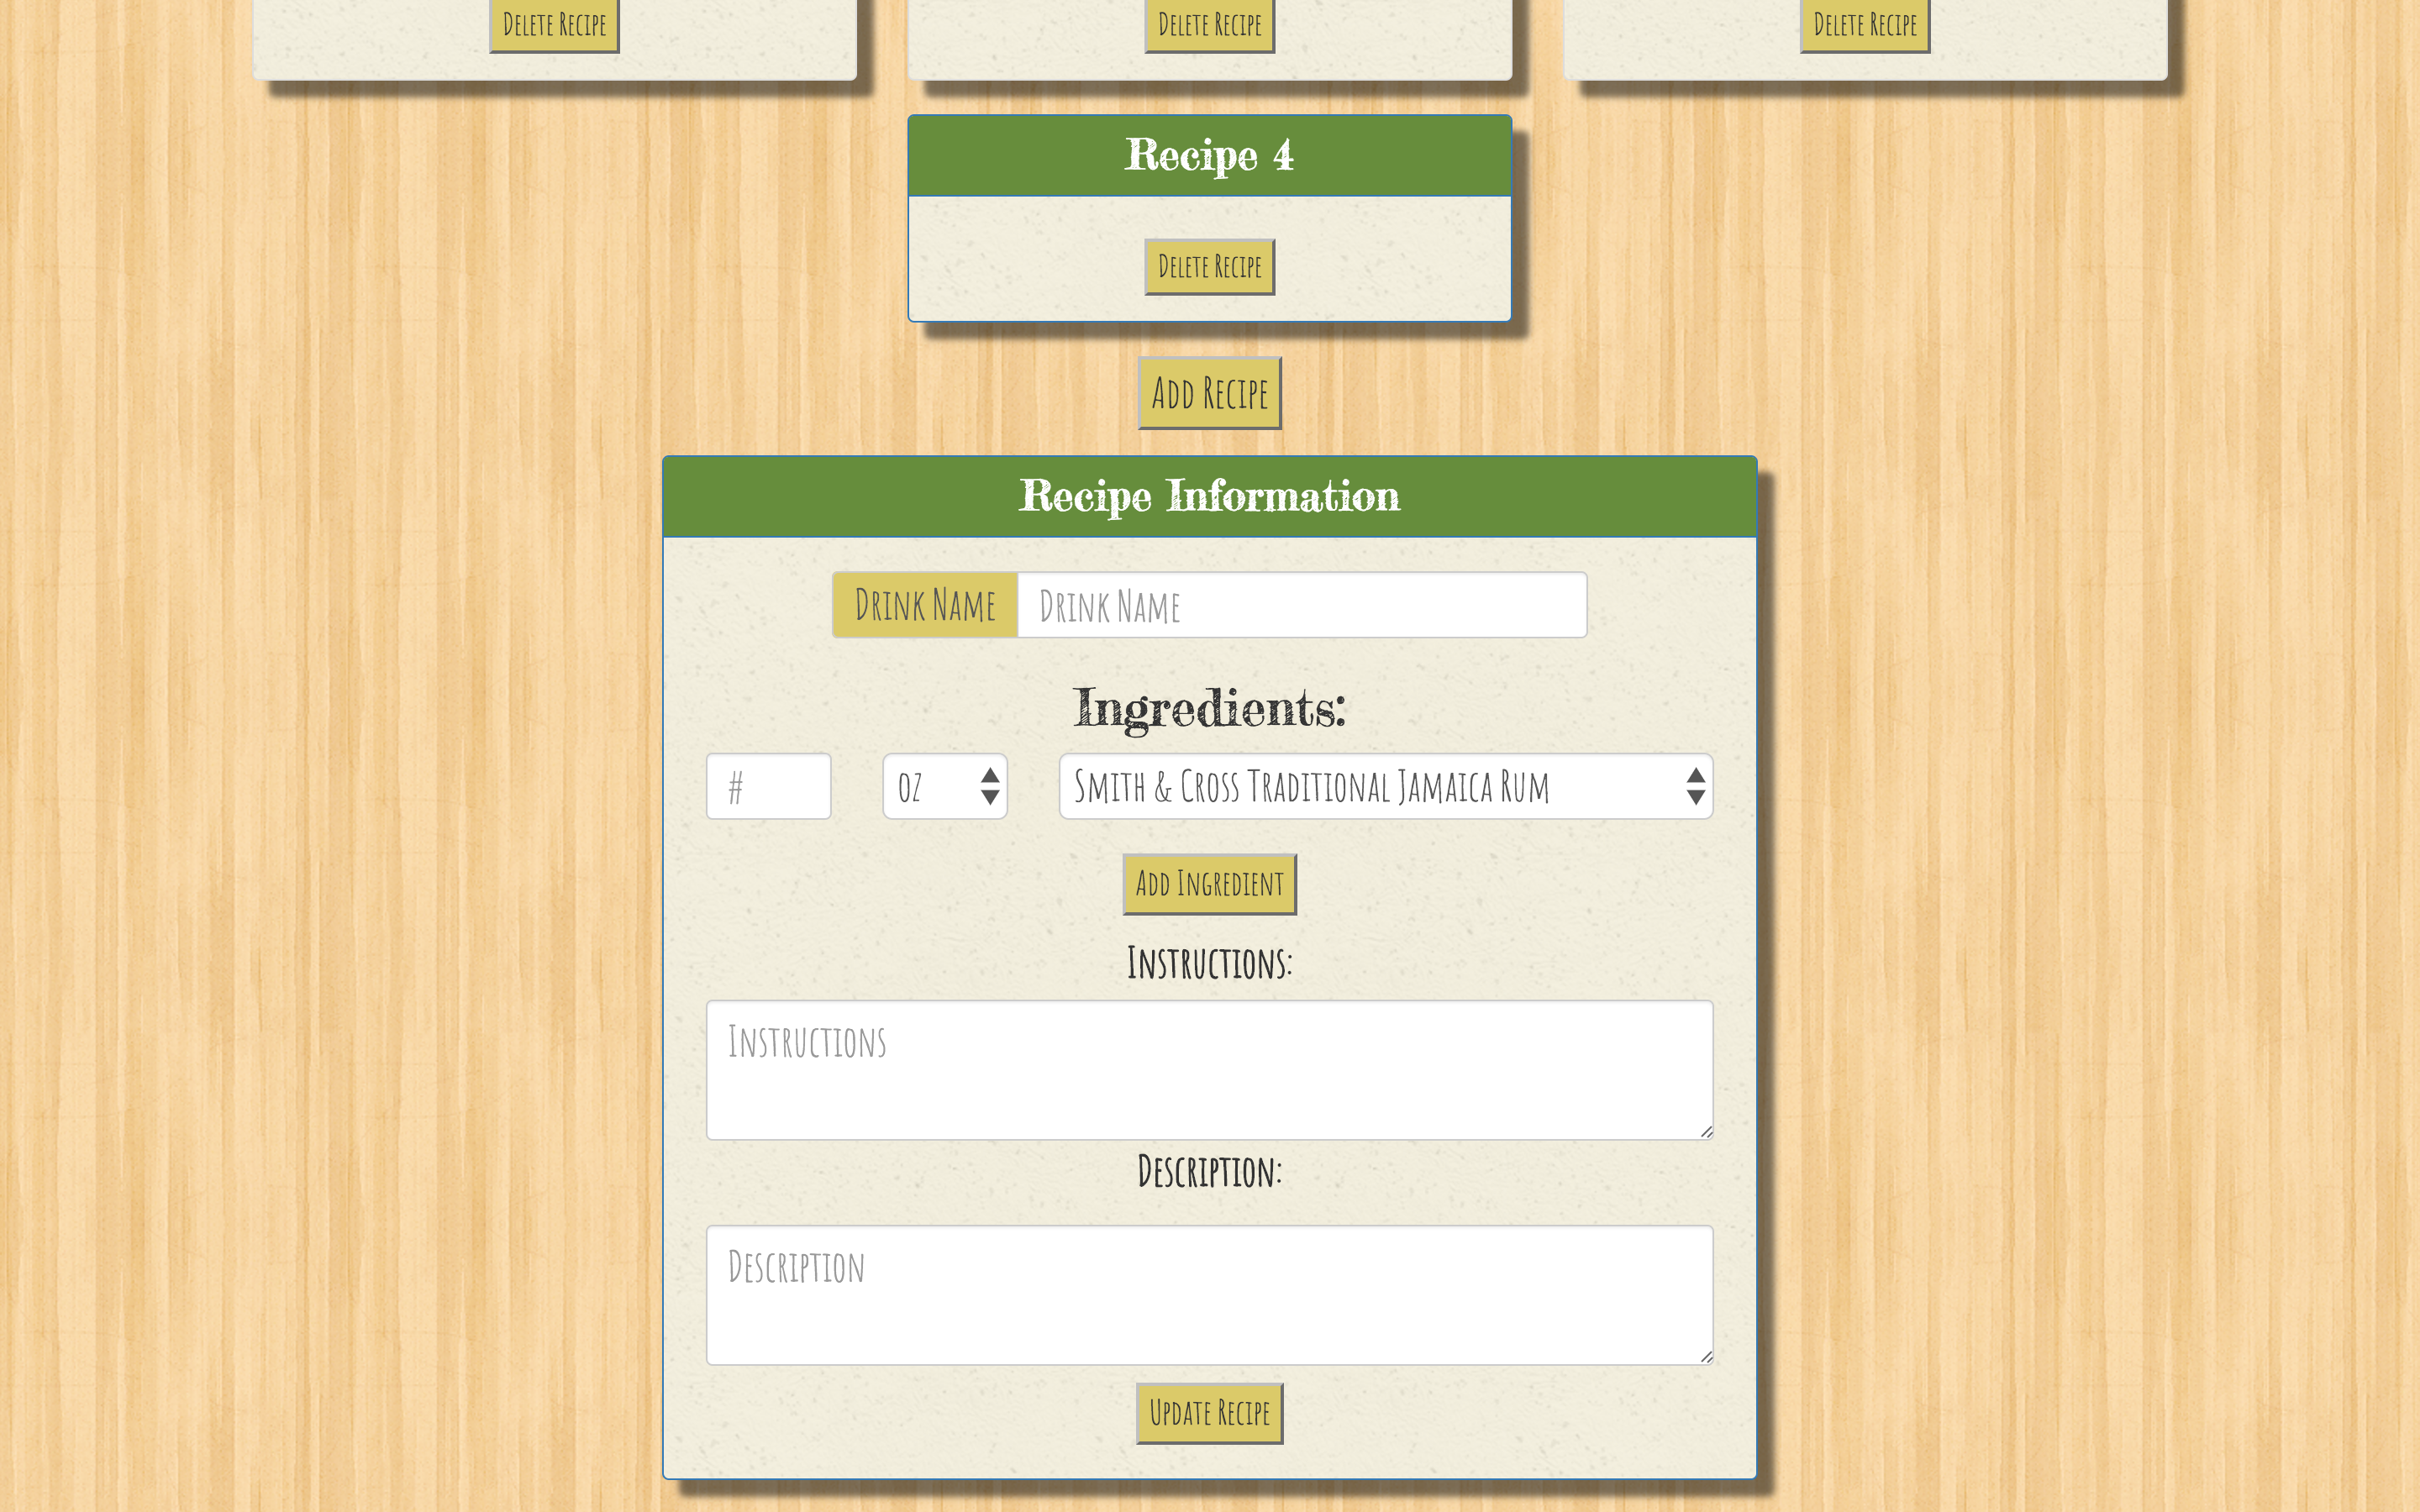 Delete Recipe
Delete Recipe
Delete Recipe
Recipe 4
Delete Recipe
Add Recipe
Recipe Information
Drink Name
Drink Name
Ingredients:
#
oz
Smith & Cross Traditional Jamaica Rum
Add Ingredient
Instructions:
Instructions
Description:
Description
Update Recipe